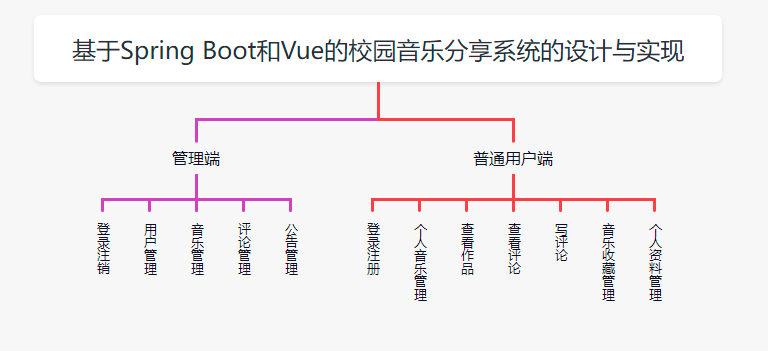 基于Spring Boot和Vue的校园音乐分享系统的设计与实现
管理端
普通用户端
登录注销
用户管理
音乐管理
评论管理
公告管理
登录注册
个人音乐管理
查看作品
查看评论
写评论
音乐收藏管理
个人资料管理